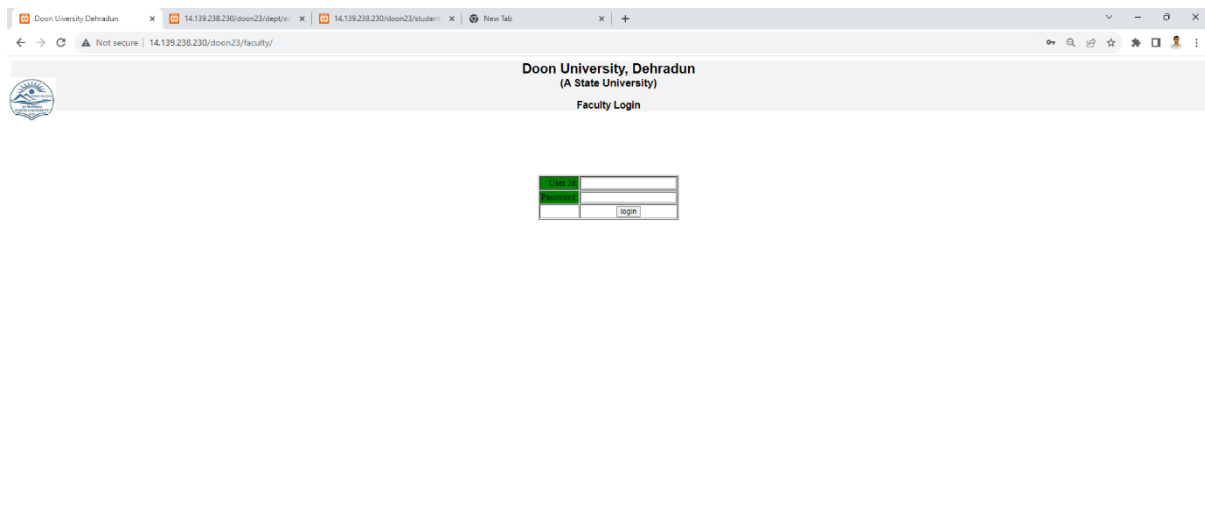 Doon Uiversity Dehradun
14.139.238.230/doon23/dept/ex
14.139.238.230/doon23/student
New Tab
Not secure | 14.139.238.230/doon23/faculty/
Doon University, Dehradun
(A State University)
Faculty Login
User Id:
Password:
login